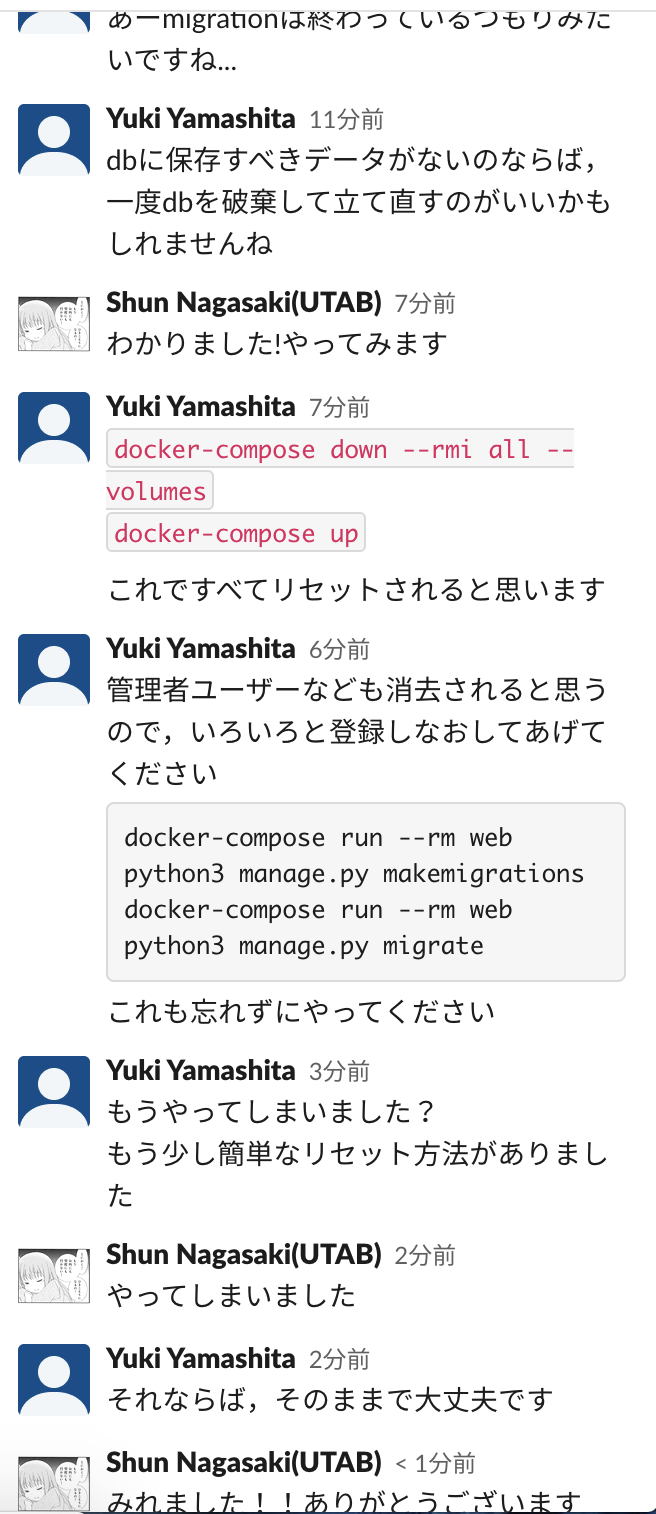 あーmigrationは終わっているつもりみた
いですね...
Yuki Yamashita 11分前
dbに保存すべきデータがないのならば，
一度dbを破棄して立て直すのがいいかも
しれませんね
Shun Nagasaki(UTAB) 7分前
わかりました!やってみます
Yuki Yamashita 7分前
docker-compose down --rmi all --
volumes
docker-compose up
これですべてリセットされると思います
Yuki Yamashita 6分前
管理者ユーザーなども消去されると思う
ので，いろいろと登録しなおしてあげて
ください
docker-compose run --rm web
python3 manage.py makemigrations
docker-compose run --rm web
python3 manage.py migrate
これも忘れずにやってください
Yuki Yamashita 3分前
もうやってしまいました？
もう少し簡単なリセット方法がありまし
た
Shun Nagasaki(UTAB) 2分前
やってしまいました
Yuki Yamashita 2分前
それならば，そのままで大丈夫です
Shun Nagasaki(UTAB) < 1分前
みれました！！ありがとうございます